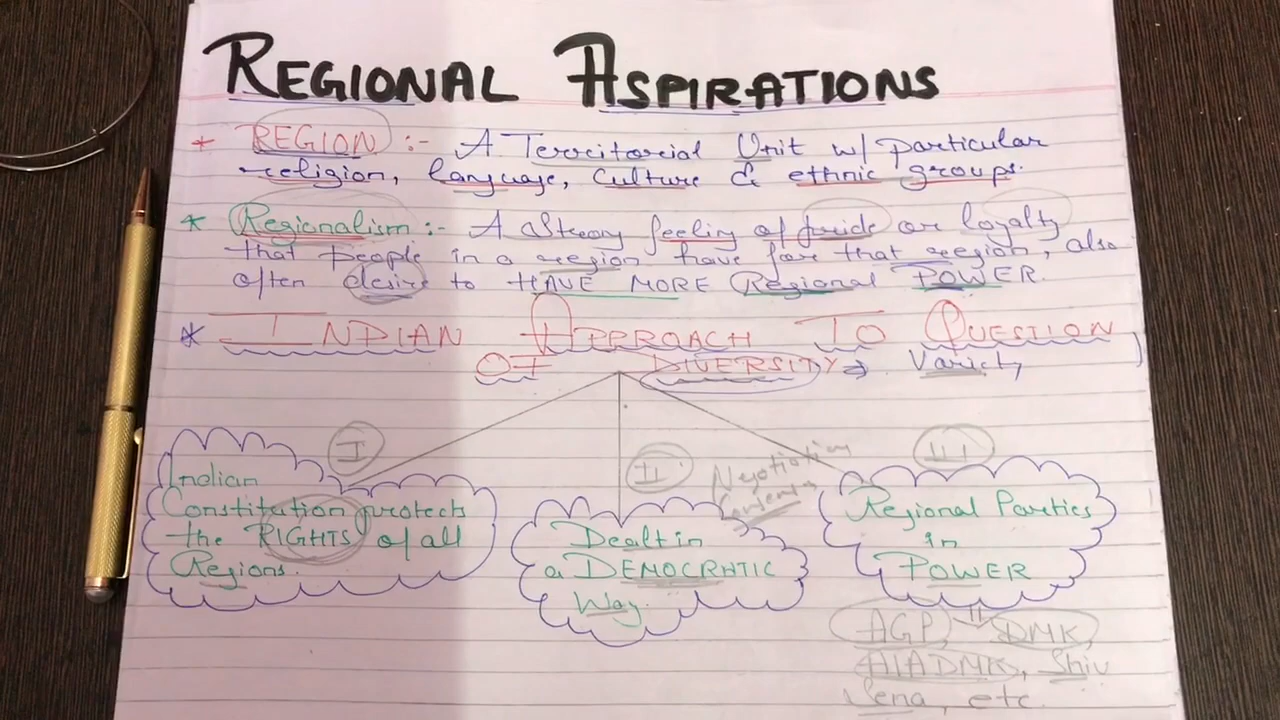 REGIONAL ASPIRATIONS
* REGION :- A Territorial Unit w/ particular
religion, language, culture & ethnic groups.
* Regionalism :- A strong feeling of pride or loyalty
that people in a region have for that region, also
often desire to HAVE MORE Regional POWER.
* INDIAN APPROACH TO QUESTION
OF DIVERSITY → Variety
I
Indian
Constitution protects
the RIGHTS of all
Regions.
II
Negotiation
Dealt in
a DEMOCRATIC
Way.
III
Regional Parties
in
POWER
AGP, DMK,
AIADMK, Shiv
Sena, etc.